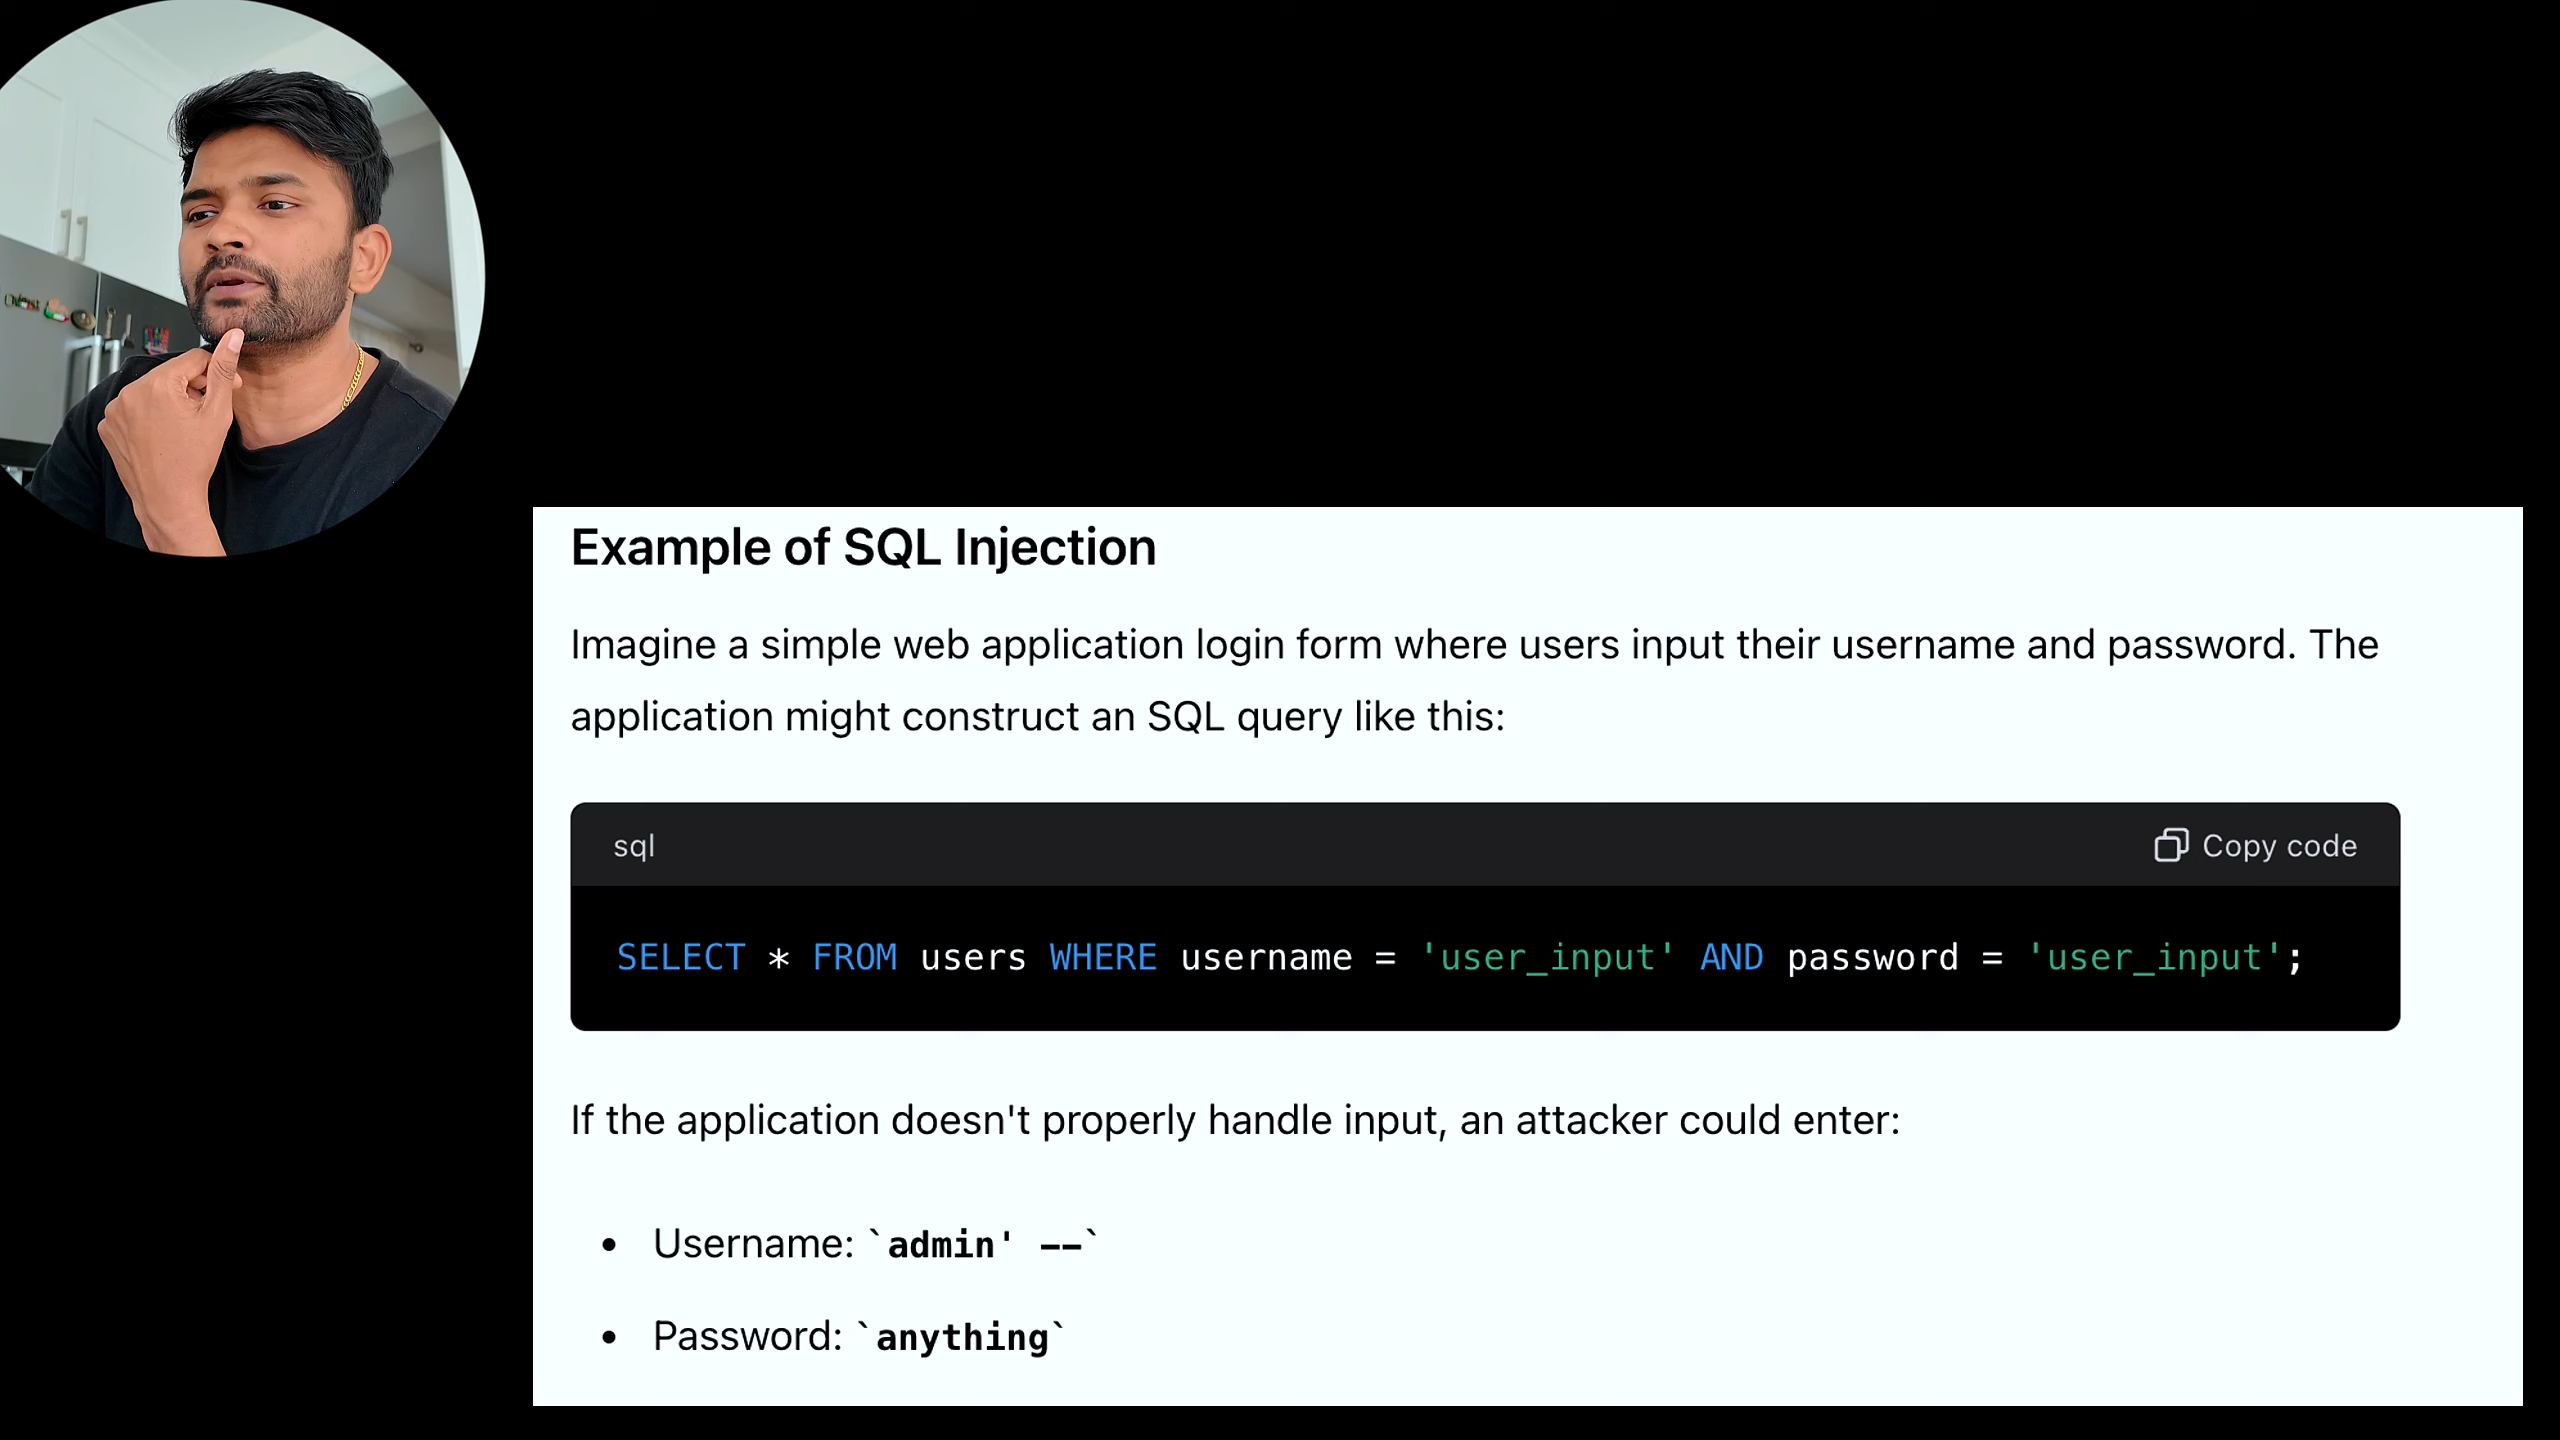 Example of SQL Injection
Imagine a simple web application login form where users input their username and password. The
application might construct an SQL query like this:
sql
Copy code
SELECT * FROM users WHERE username = 'user_input' AND password = 'user_input';
If the application doesn't properly handle input, an attacker could enter:
• Username: `admin' --`
• Password: `anything`